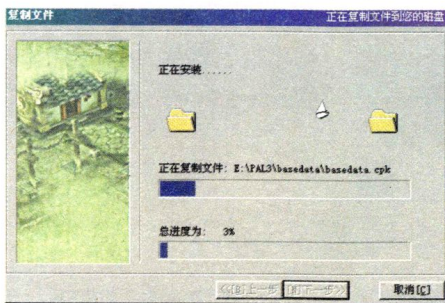 复制文件
正在复制文件到您的磁盘
正在安装......
正在复制文件: E:\PAL3\basedata\basedata.cpk
总进度为: 3%
<<[B]上一步
[N]下一步>>
取消[C]